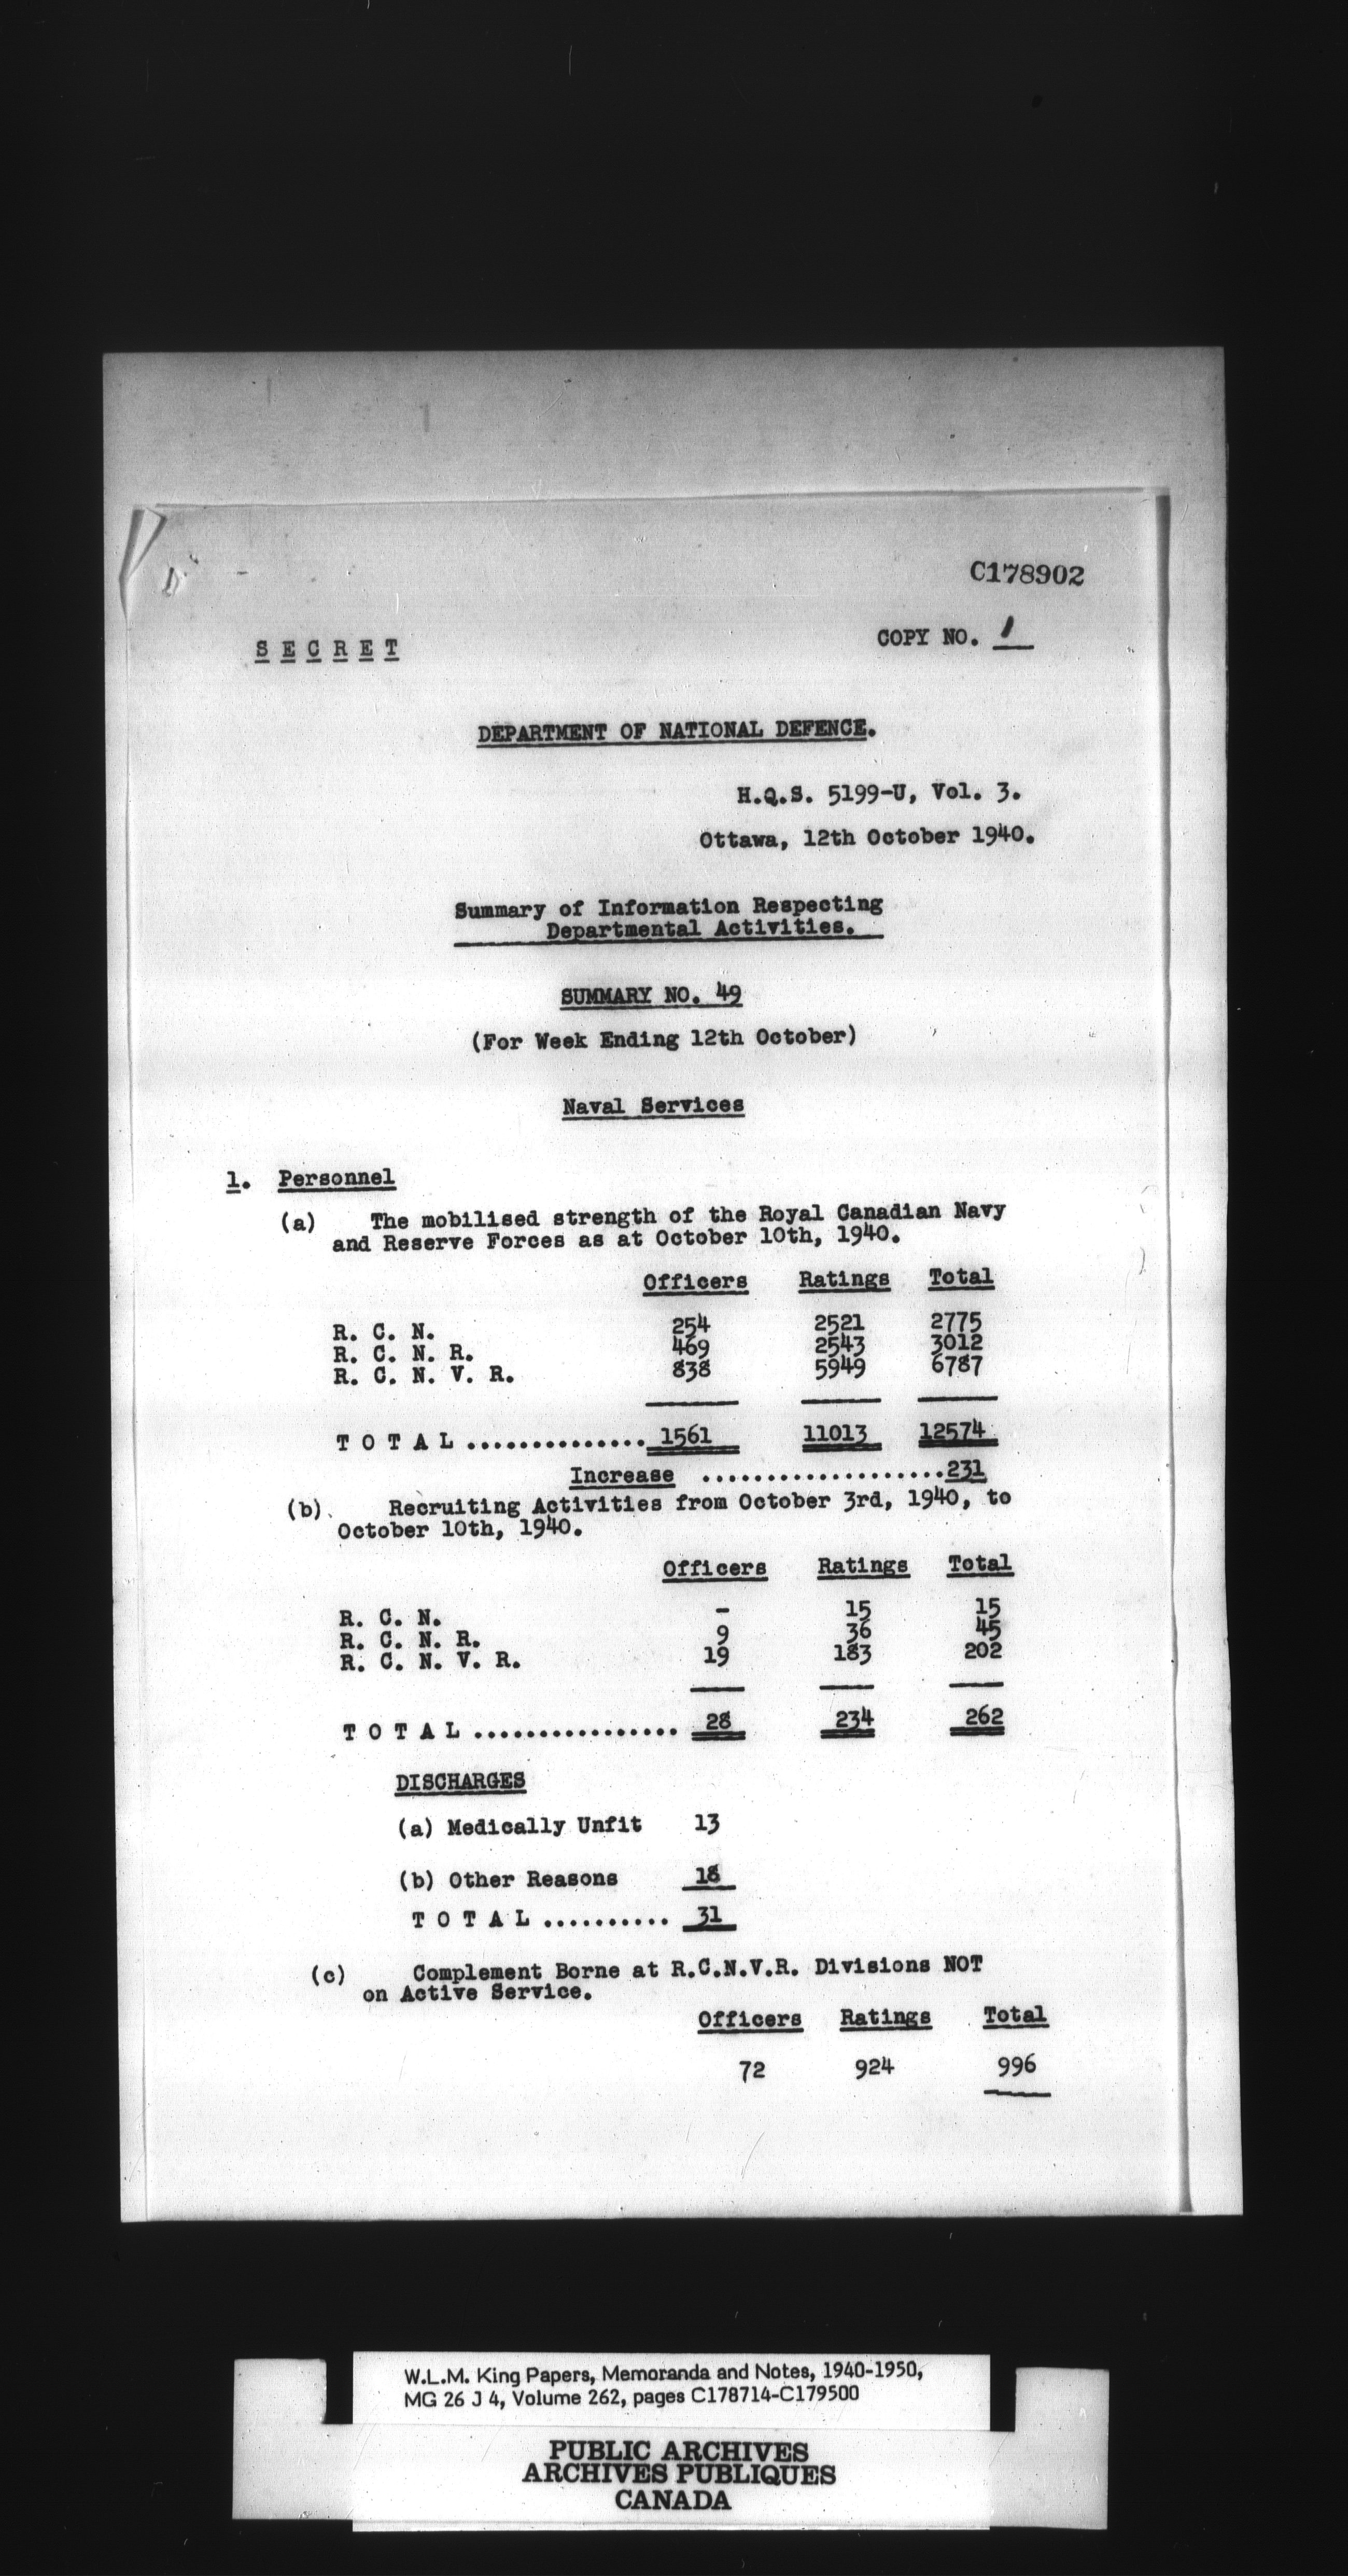 C178902
S E C R E T
COPY NO. 1
DEPARTMENT OF NATIONAL DEFENCE.
H.Q.S. 5199-U, Vol. 3.
Ottawa, 12th October 1940.
Summary of Information Respecting
Departmental Activities.
SUMMARY NO. 49
(For Week Ending 12th October)
Naval Services
1. Personnel
(a) The mobilised strength of the Royal Canadian Navy
and Reserve Forces as at October 10th, 1940.
Officers Ratings Total
R. C. N. 254 2521 2775
R. C. N. R. 469 2543 3012
R. C. N. V. R. 838 5949 6787
T O T A L .............. 1561 11013 12574
Increase ...................231
(b) Recruiting Activities from October 3rd, 1940, to
October 10th, 1940.
Officers Ratings Total
R. C. N. - 15 15
R. C. N. R. 9 36 45
R. C. N. V. R. 19 183 202
T O T A L ................ 28 234 262
DISCHARGES
(a) Medically Unfit 13
(b) Other Reasons 18
T O T A L .......... 31
(c) Complement Borne at R.C.N.V.R. Divisions NOT
on Active Service.
Officers Ratings Total
72 924 996
W.L.M. King Papers, Memoranda and Notes, 1940-1950,
MG 26 J 4, Volume 262, pages C178714-C179500
PUBLIC ARCHIVES
ARCHIVES PUBLIQUES
CANADA